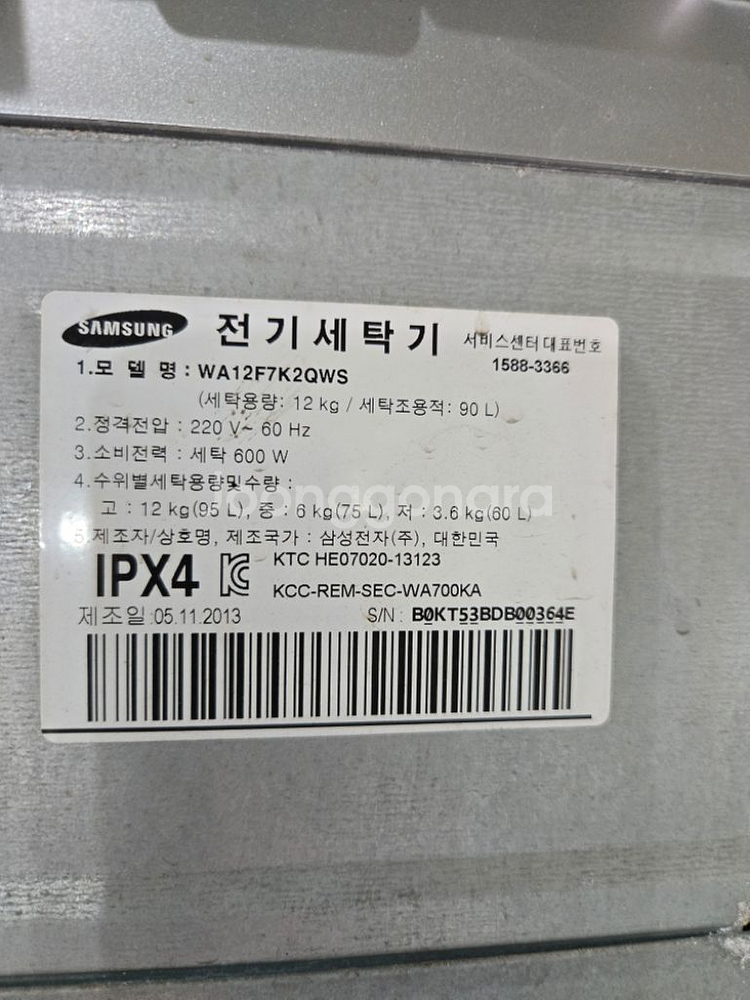 SAMSUNG 전기세탁기 서비스센터 대표번호
1588-3366
1.모 델 명 : WA12F7K2QWS
(세탁용량: 12 kg / 세탁조용적: 90 L)
2.정격전압 : 220 V~ 60 Hz
3.소비전력 : 세탁 600 W
4.수위별세탁용량및수량 :
고 : 12 kg(95 L), 중 : 6 kg(75 L), 저 : 3.6 kg(60 L)
joonggonara
5.제조자/상호명, 제조국가 : 삼성전자(주), 대한민국
IPX4 KC KTC HE07020-13123
KCC-REM-SEC-WA700KA
제조일:05.11.2013 S/N : B0KT53BDB00364E